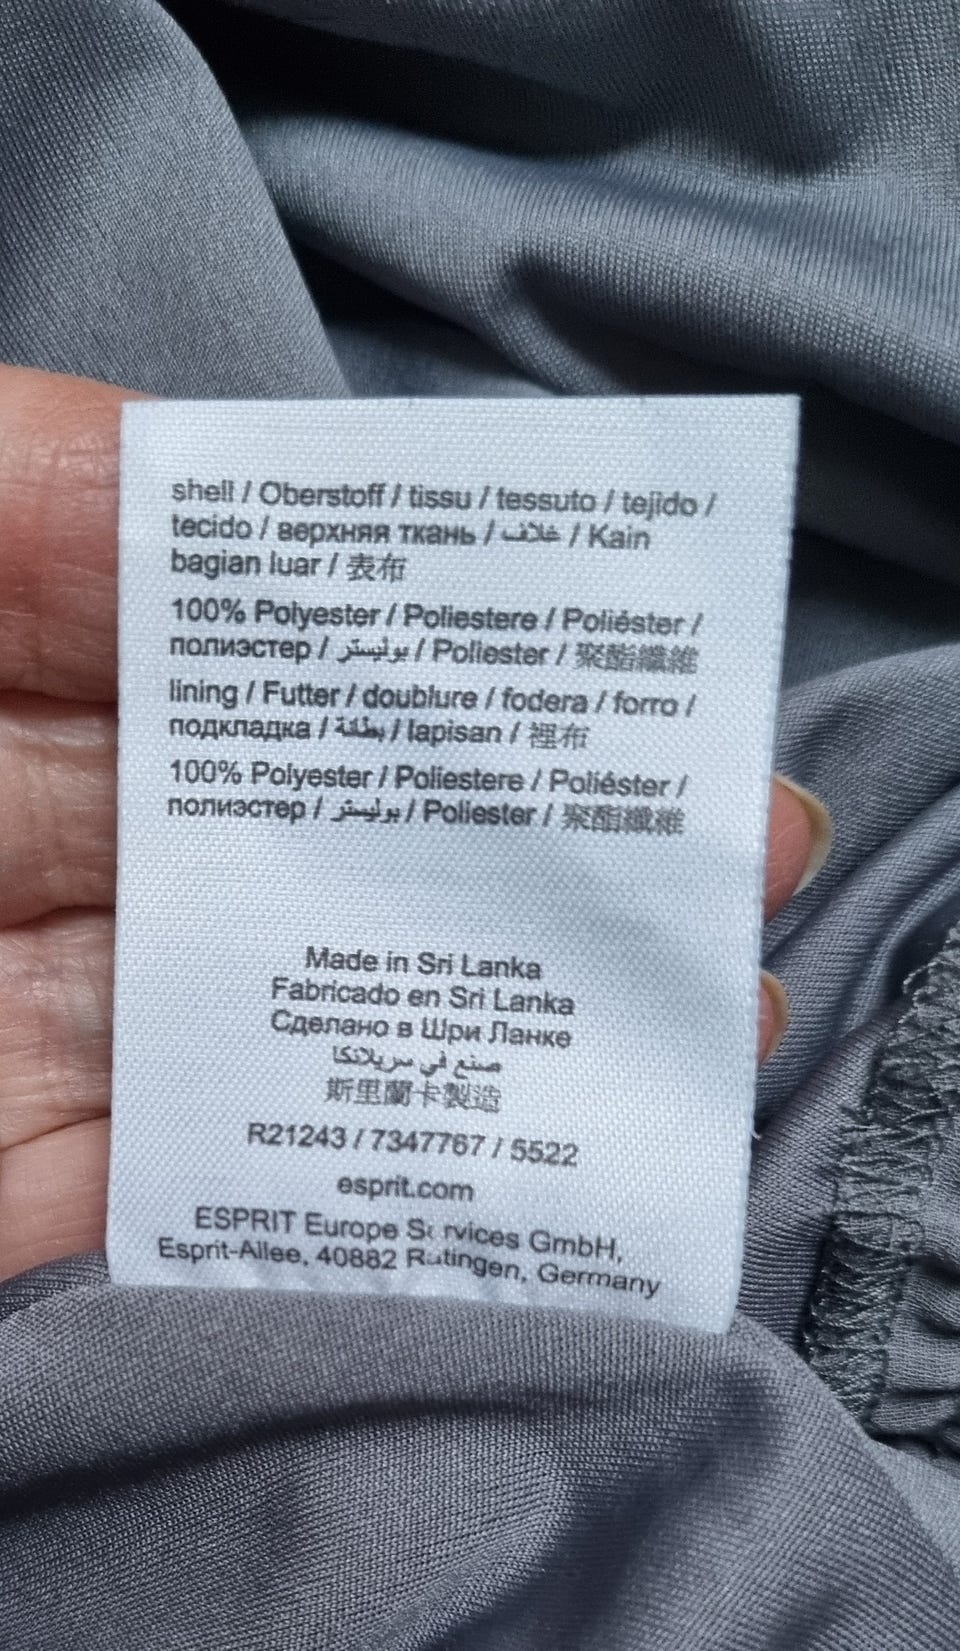 shell / Oberstoff / tissu / tessuto / tejido /
tecido / верхняя ткань / غلاف / Kain
bagian luar / 表布
100% Polyester / Poliestere / Poliéster /
полиэстер / بوليستر / Poliester / 聚酯纖維
lining / Futter / doublure / fodera / forro /
подкладка / بطانة / lapisan / 裡布
100% Polyester / Poliestere / Poliéster /
полиэстер / بوليستر / Poliester / 聚酯纖維
Made in Sri Lanka
Fabricado en Sri Lanka
Сделано в Шри Ланке
صنع في سريلانكا
斯里蘭卡製造
R21243 / 7347767 / 5522
esprit.com
ESPRIT Europe Services GmbH,
Esprit-Allee, 40882 Ratingen, Germany